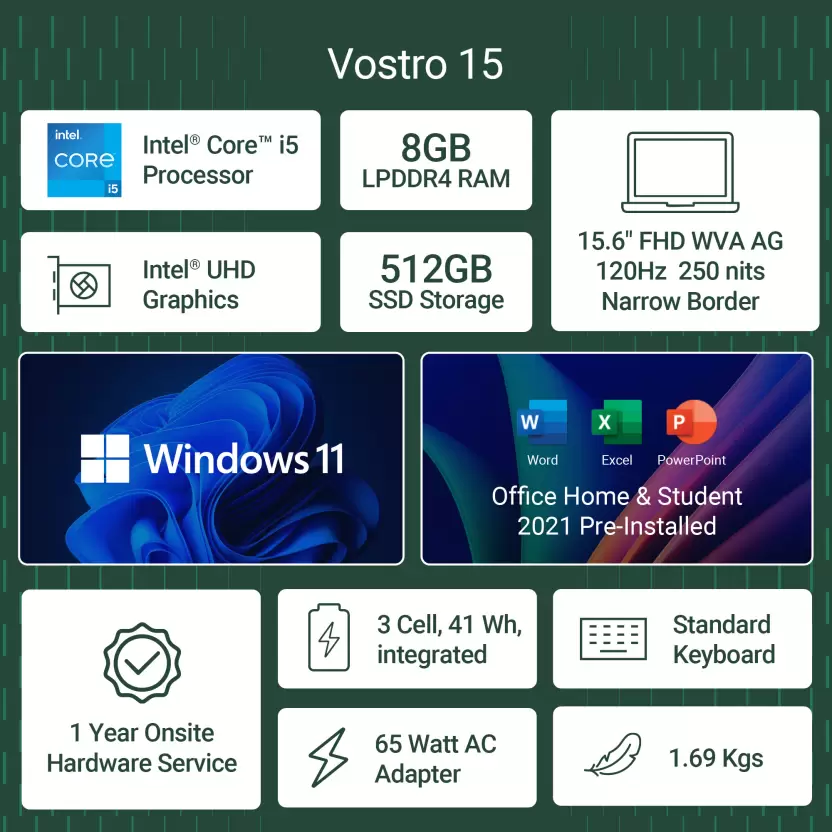 Vostro 15
intel.
CORE
i5
Intel® Core™ i5
Processor
8GB
LPDDR4 RAM
15.6" FHD WVA AG
120Hz 250 nits
Narrow Border
Intel® UHD
Graphics
512GB
SSD Storage
Windows 11
W
X
P
Word
Excel
PowerPoint
Office Home & Student
2021 Pre-Installed
1 Year Onsite
Hardware Service
3 Cell, 41 Wh,
integrated
Standard
Keyboard
65 Watt AC
Adapter
1.69 Kgs